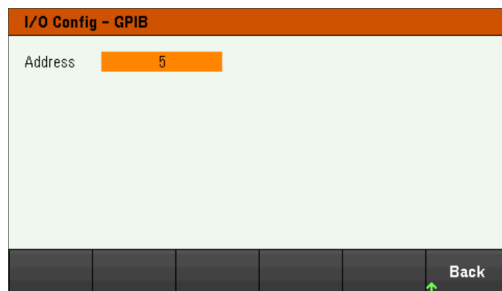 I/O Config – GPIB
Address 5
Back